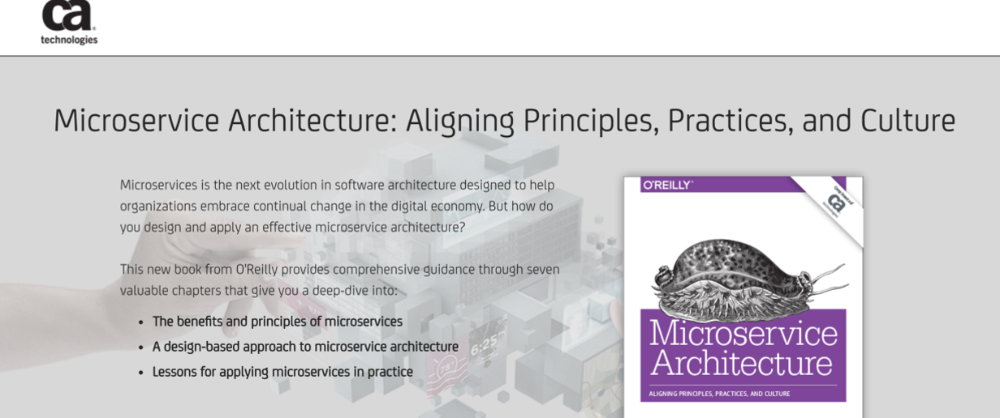 ca
technologies
Microservice Architecture: Aligning Principles, Practices, and Culture
Microservices is the next evolution in software architecture designed to help
organizations embrace continual change in the digital economy. But how do
you design and apply an effective microservice architecture?
This new book from O'Reilly provides comprehensive guidance through seven
valuable chapters that give you a deep-dive into:
• The benefits and principles of microservices
• A design-based approach to microservice architecture
• Lessons for applying microservices in practice
6:25
78°
O'REILLY®
ca
technologies
Microservice
Architecture
ALIGNING PRINCIPLES, PRACTICES, AND CULTURE